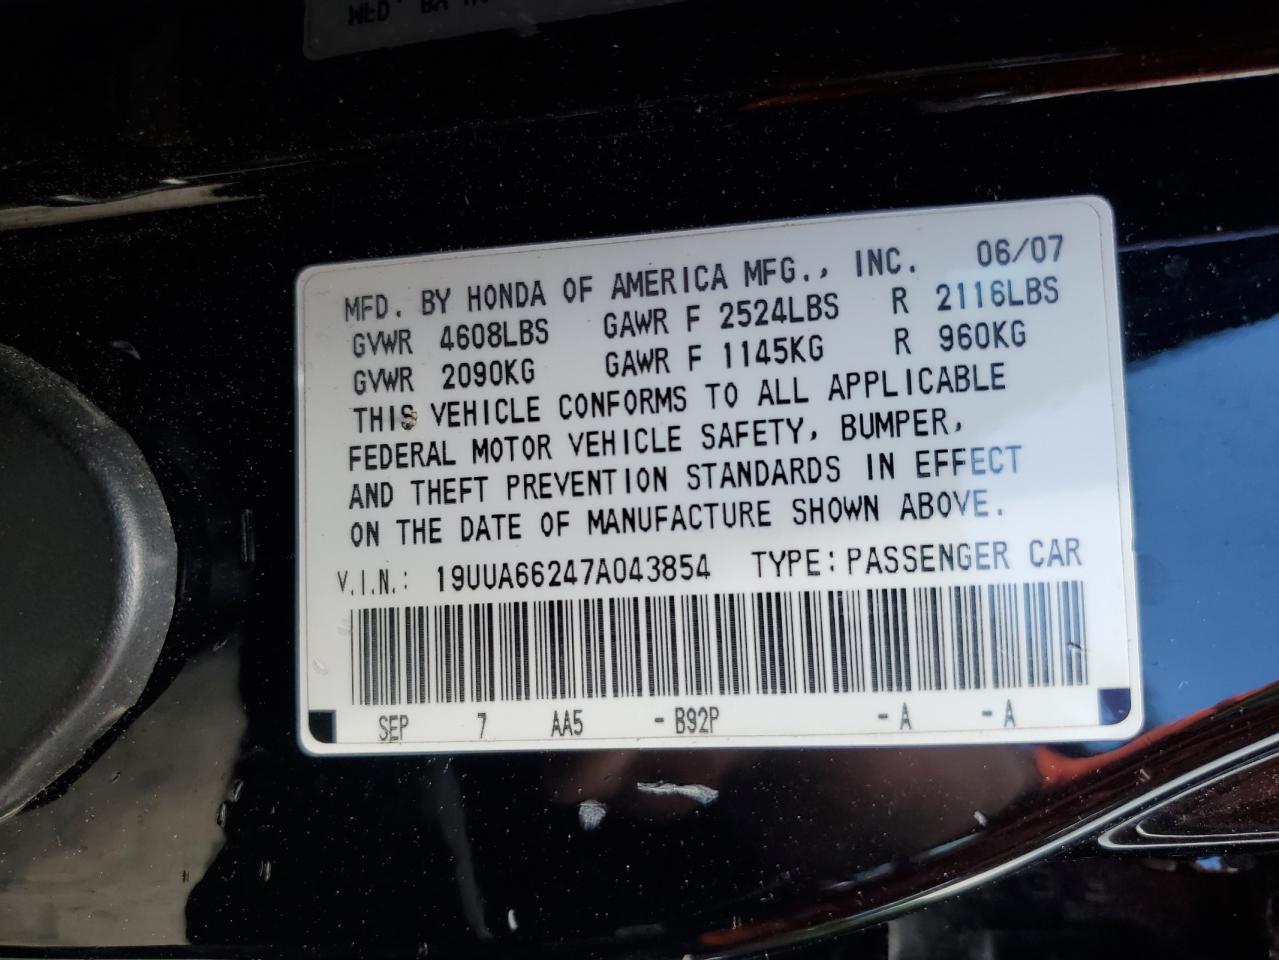 MFD. BY HONDA OF AMERICA MFG., INC. 06/07
GVWR 4608LBS GAWR F 2524LBS R 2116LBS
GVWR 2090KG GAWR F 1145KG R 960KG
THIS VEHICLE CONFORMS TO ALL APPLICABLE
FEDERAL MOTOR VEHICLE SAFETY, BUMPER,
AND THEFT PREVENTION STANDARDS IN EFFECT
ON THE DATE OF MANUFACTURE SHOWN ABOVE.
V.I.N.: 19UUA66247A043854 TYPE: PASSENGER CAR
SEP 7 AA5 -B92P -A -A